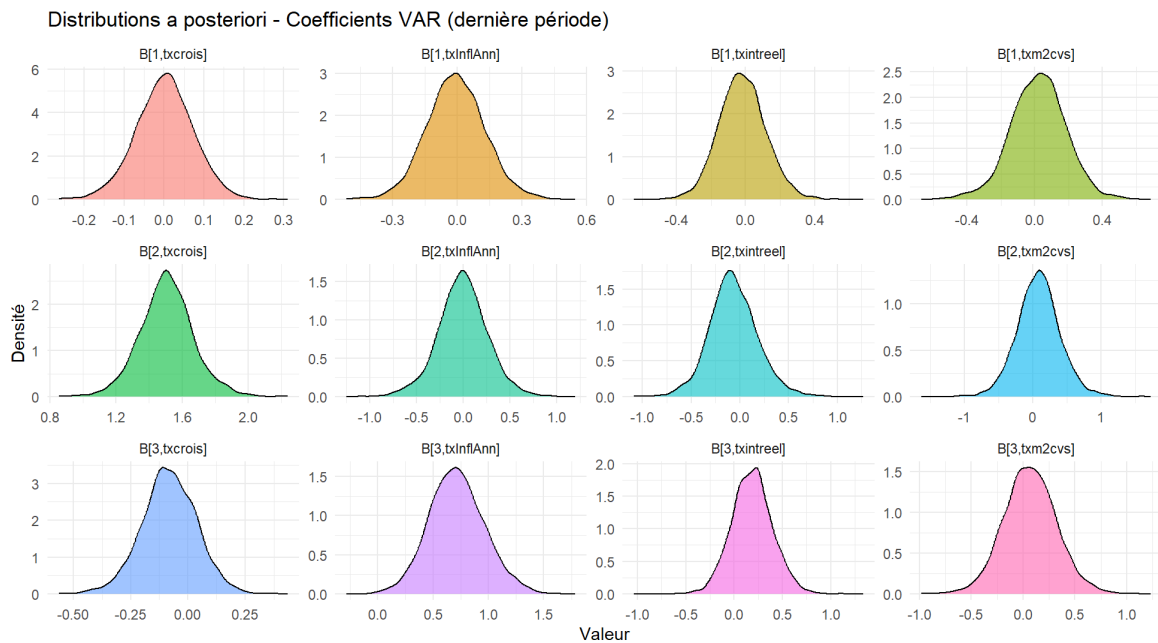 Distributions a posteriori - Coefficients VAR (dernière période)
B[1,txcrois] B[1,txInflAnn] B[1,txintreel] B[1,txm2cvs]
6 3 3 2.5
4 2 2 2.0
1.5
2 1 1 1.0
0.5
0 0 0 0.0
-0.2 -0.1 0.0 0.1 0.2 0.3 -0.3 0.0 0.3 0.6 -0.4 0.0 0.4 -0.4 0.0 0.4
B[2,txcrois] B[2,txInflAnn] B[2,txintreel] B[2,txm2cvs]
2 1.5 1.5 1.0
1 1.0 1.0 0.5
0.5 0.5
0 0.0 0.0 0.0
0.8 1.2 1.6 2.0 -1.0 -0.5 0.0 0.5 1.0 -1.0 -0.5 0.0 0.5 1.0 -1 0 1
Densité
B[3,txcrois] B[3,txInflAnn] B[3,txintreel] B[3,txm2cvs]
3 1.5 2.0 1.5
2 1.0 1.5 1.0
1 0.5 1.0 0.5
0.5
0 0.0 0.0 0.0
-0.50 -0.25 0.00 0.25 0.0 0.5 1.0 1.5 -1.0 -0.5 0.0 0.5 1.0 -1.0 -0.5 0.0 0.5 1.0
Valeur